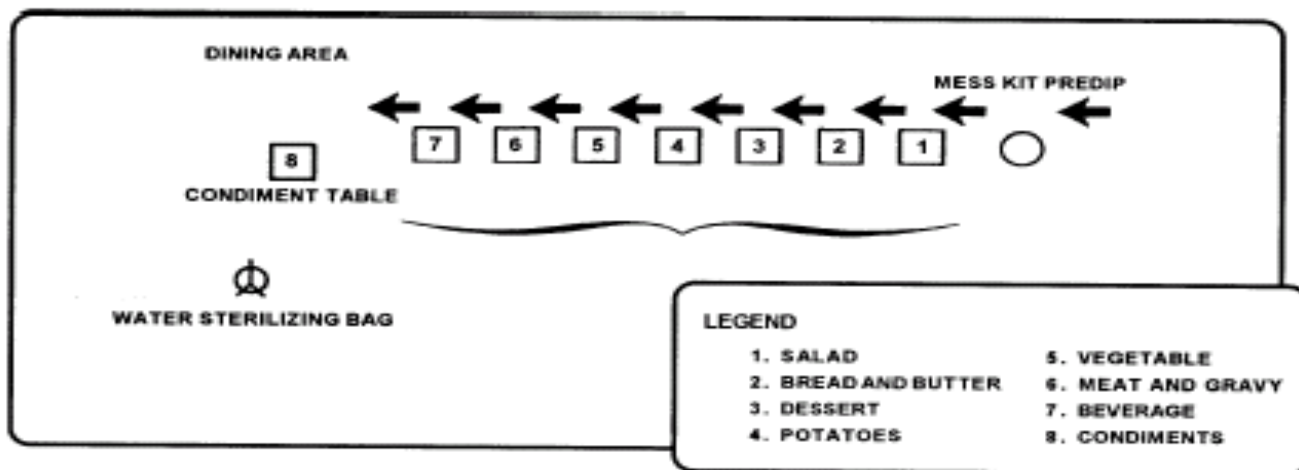 DINING AREA
MESS KIT PREDIP
7 6 5 4 3 2 1
8
CONDIMENT TABLE
WATER STERILIZING BAG
LEGEND
1. SALAD
2. BREAD AND BUTTER
3. DESSERT
4. POTATOES
5. VEGETABLE
6. MEAT AND GRAVY
7. BEVERAGE
8. CONDIMENTS